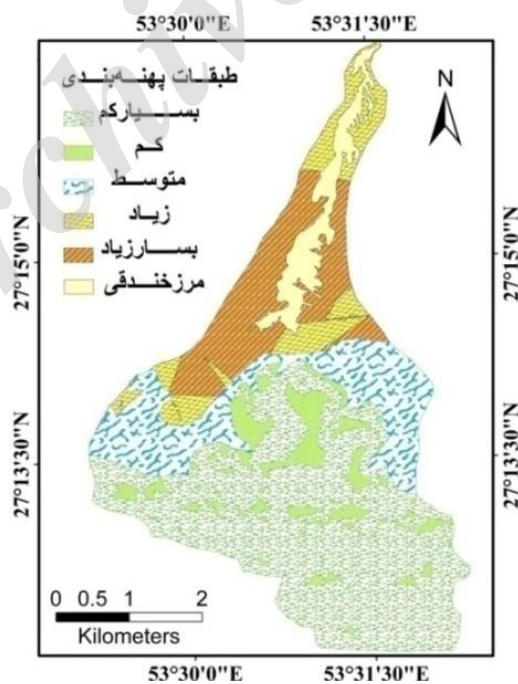 53°30'0"E 53°31'30"E
طبقات پهنه‌بندی
بسیارکم
کم
متوسط
زیاد
بسارزیاد
مرزخندقی
N
27°15'0"N 27°15'0"N
27°13'30"N 27°13'30"N
0 0.5 1 2
Kilometers
53°30'0"E 53°31'30"E